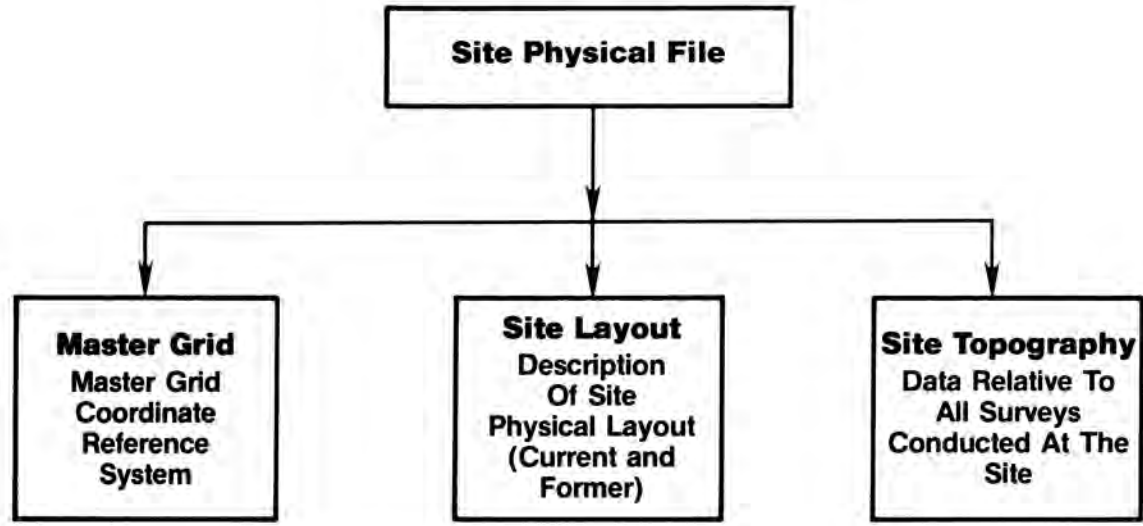 Site Physical File
Master Grid
Master Grid
Coordinate
Reference
System
Site Layout
Description
Of Site
Physical Layout
(Current and
Former)
Site Topography
Data Relative To
All Surveys
Conducted At The
Site